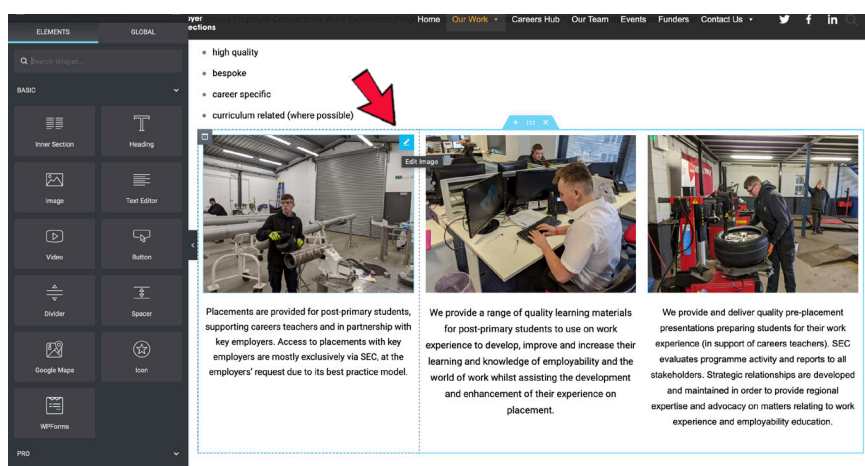 ELEMENTS
GLOBAL
Search Widget...
BASIC
Inner Section
Heading
Image
Text Editor
Video
Button
Divider
Spacer
Google Maps
Icon
WPForms
PRO
Home
Our Work
Careers Hub
Our Team
Events
Funders
Contact Us
high quality
bespoke
career specific
curriculum related (where possible)
Edit Image
Placements are provided for post-primary students,
supporting careers teachers and in partnership with
key employers. Access to placements with key
employers are mostly exclusively via SEC, at the
employers’ request due to its best practice model.
We provide a range of quality learning materials
for post-primary students to use on work
experience to develop, improve and increase their
learning and knowledge of employability and the
world of work whilst assisting the development
and enhancement of their experience on
placement.
We provide and deliver quality pre-placement
presentations preparing students for their work
experience (in support of careers teachers). SEC
evaluates programme activity and reports to all
stakeholders. Strategic relationships are developed
and maintained in order to provide regional
expertise and advocacy on matters relating to work
experience and employability education.